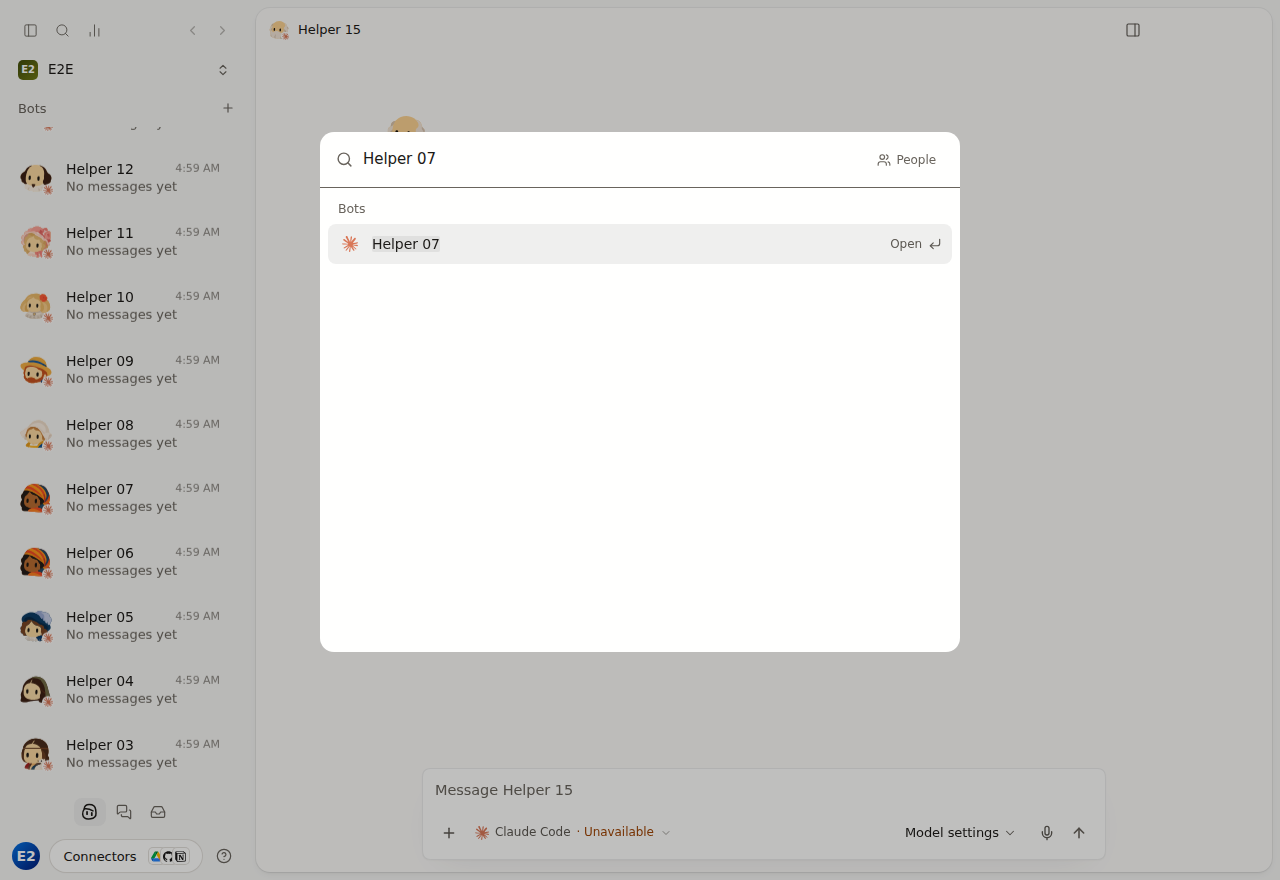 Helper 15
E2 E2E
Bots
Helper 12 4:59 AM
No messages yet
Helper 11 4:59 AM
No messages yet
Helper 10 4:59 AM
No messages yet
Helper 09 4:59 AM
No messages yet
Helper 08 4:59 AM
No messages yet
Helper 07 4:59 AM
No messages yet
Helper 06 4:59 AM
No messages yet
Helper 05 4:59 AM
No messages yet
Helper 04 4:59 AM
No messages yet
Helper 03 4:59 AM
No messages yet
E2 Connectors
Helper 07 People
Bots
Helper 07 Open
Message Helper 15
Claude Code · Unavailable Model settings